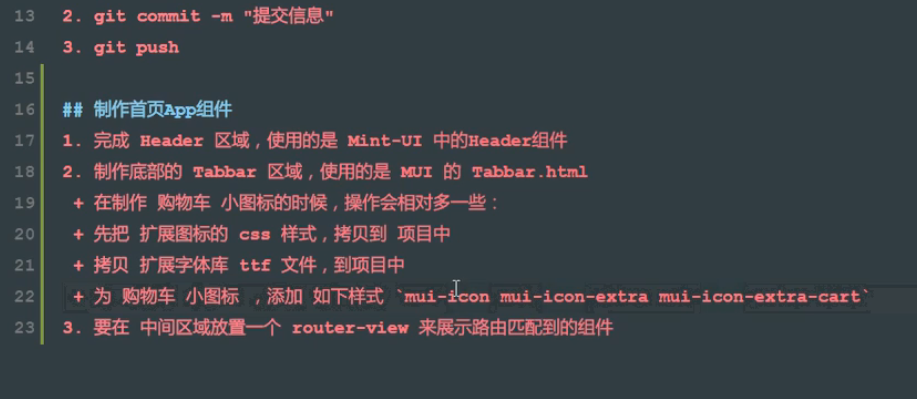 13 2. git commit -m "提交信息"
14 3. git push
15
16 ## 制作首页App组件
17 1. 完成 Header 区域，使用的是 Mint-UI 中的Header组件
18 2. 制作底部的 Tabbar 区域，使用的是 MUI 的 Tabbar.html
19 + 在制作 购物车 小图标的时候，操作会相对多一些：
20 + 先把 扩展图标的 css 样式，拷贝到 项目中
21 + 拷贝 扩展字体库 ttf 文件，到项目中
22 + 为 购物车 小图标 ，添加 如下样式 `mui-icon mui-icon-extra mui-icon-extra-cart`
23 3. 要在 中间区域放置一个 router-view 来展示路由匹配到的组件